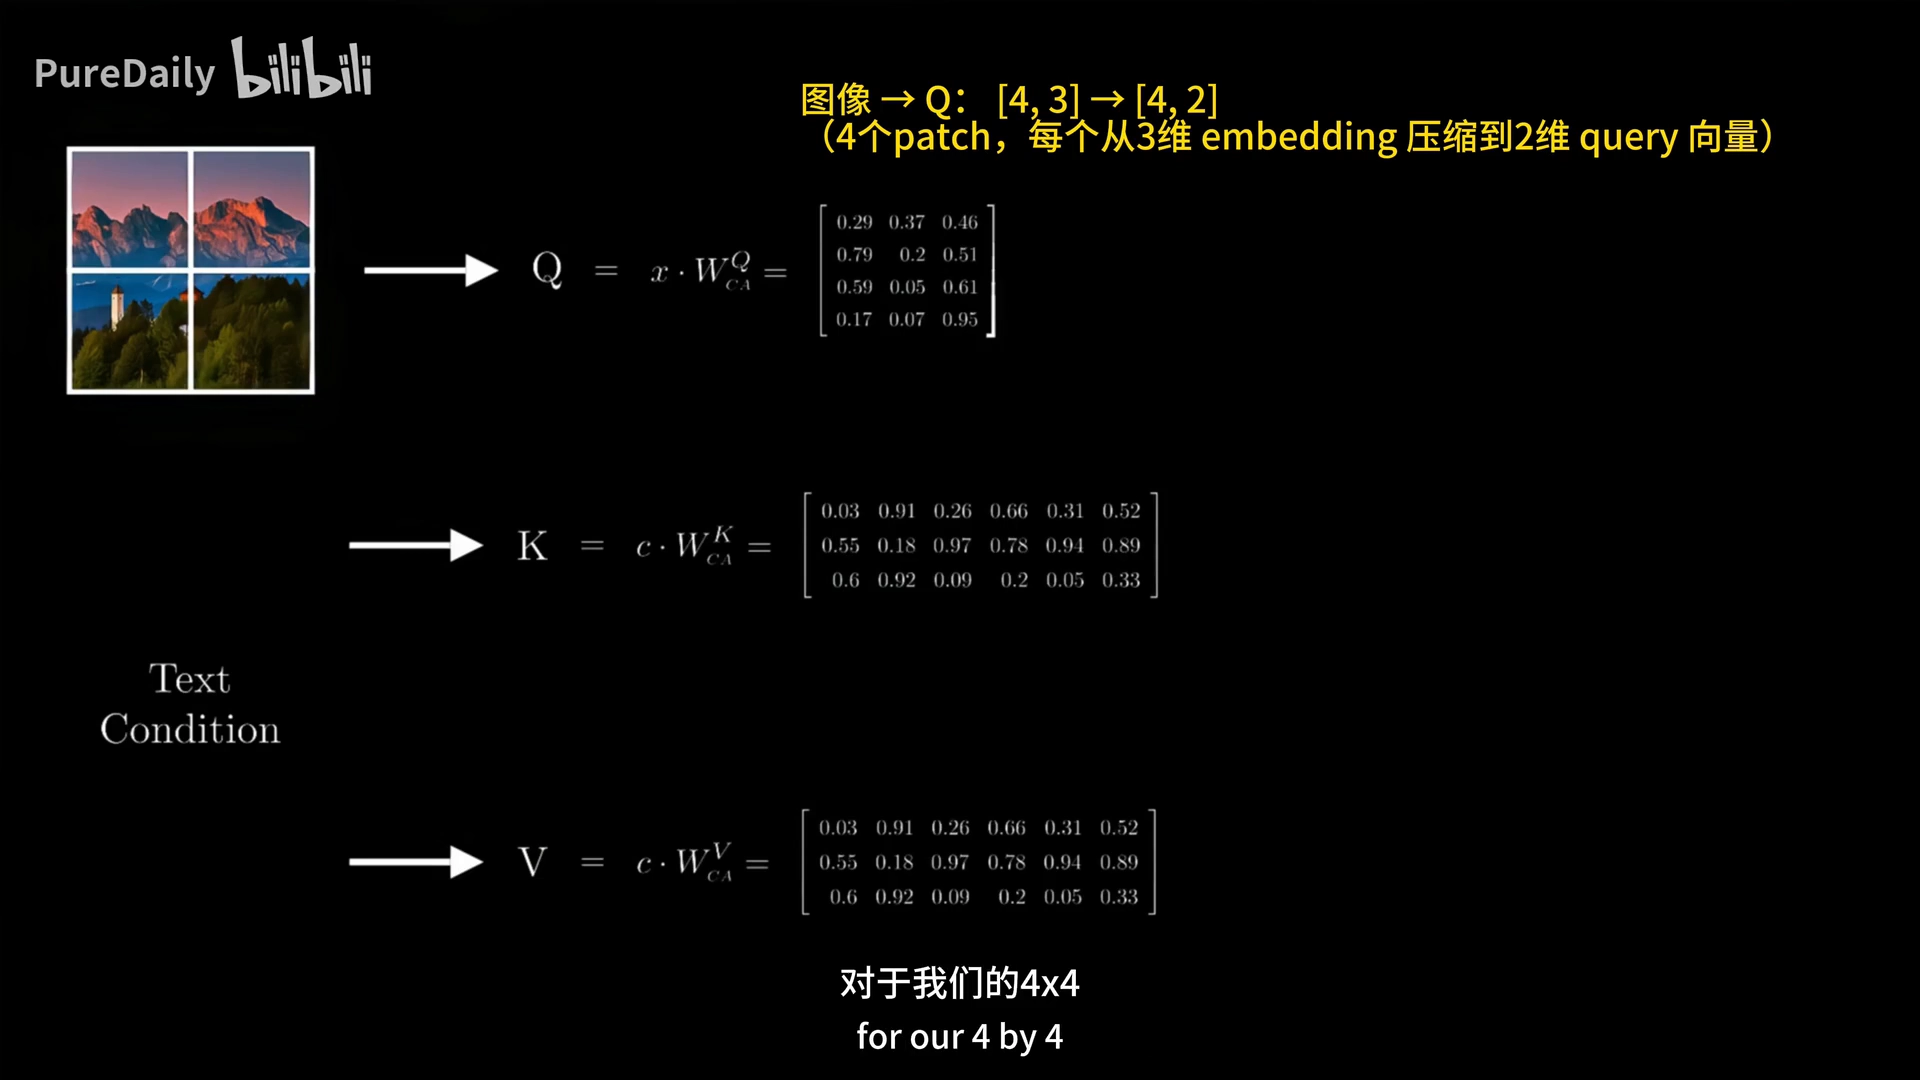 PureDaily bilibili
图像 → Q： [4, 3] → [4, 2]
（4个patch，每个从3维 embedding 压缩到2维 query 向量）
Q = x · W^Q_CA =
0.29 0.37 0.46
0.79 0.2 0.51
0.59 0.05 0.61
0.17 0.07 0.95
K = c · W^K_CA =
0.03 0.91 0.26 0.66 0.31 0.52
0.55 0.18 0.97 0.78 0.94 0.89
0.6 0.92 0.09 0.2 0.05 0.33
Text
Condition
V = c · W^V_CA =
0.03 0.91 0.26 0.66 0.31 0.52
0.55 0.18 0.97 0.78 0.94 0.89
0.6 0.92 0.09 0.2 0.05 0.33
对于我们的4x4
for our 4 by 4